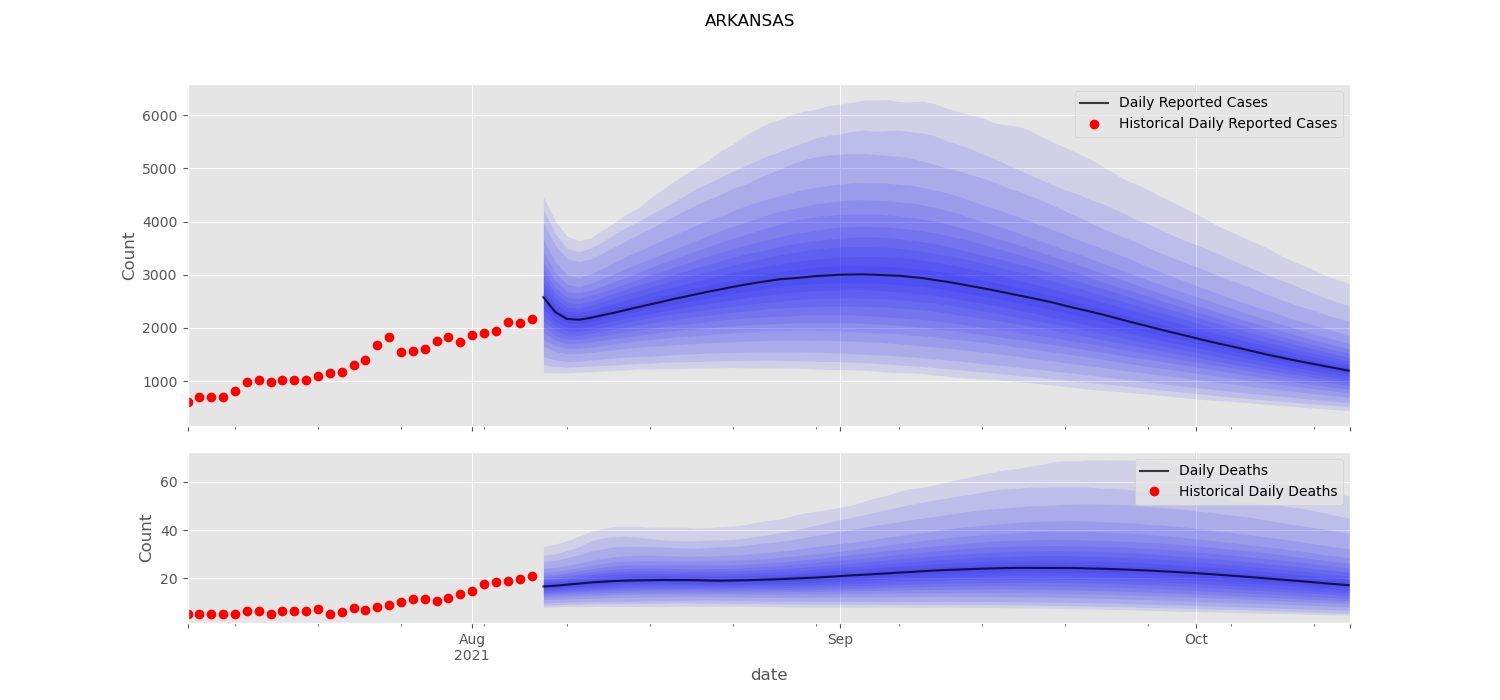 ARKANSAS
Daily Reported Cases
Historical Daily Reported Cases
6000
5000
4000
3000
2000
1000
Count
Daily Deaths
Historical Daily Deaths
60
40
20
Count
Aug
2021
Sep
Oct
date